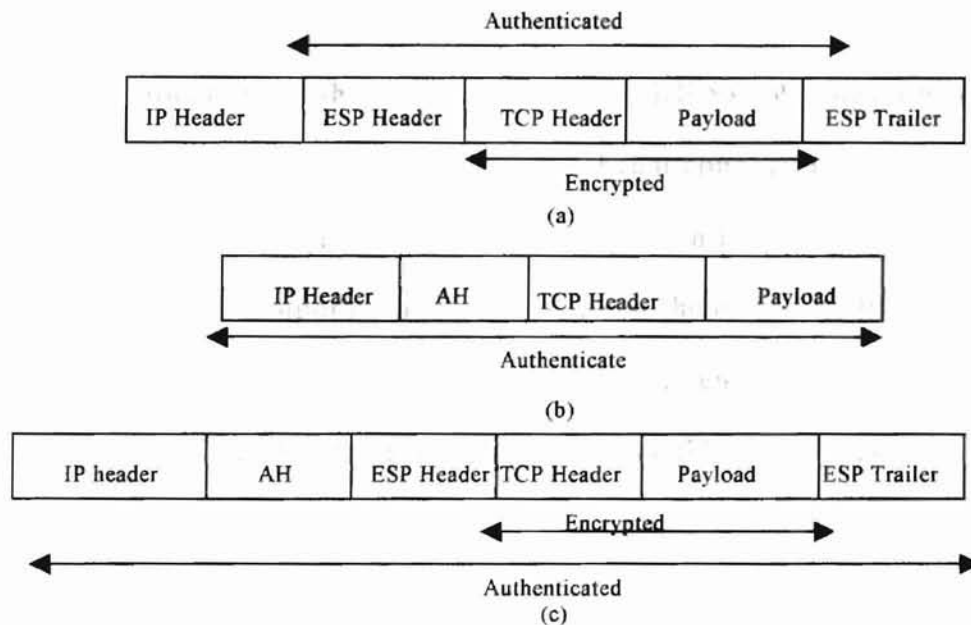 Authenticated
IP Header ESP Header TCP Header Payload ESP Trailer
Encrypted
(a)
IP Header AH TCP Header Payload
Authenticate
(b)
IP header AH ESP Header TCP Header Payload ESP Trailer
Encrypted
Authenticated
(c)